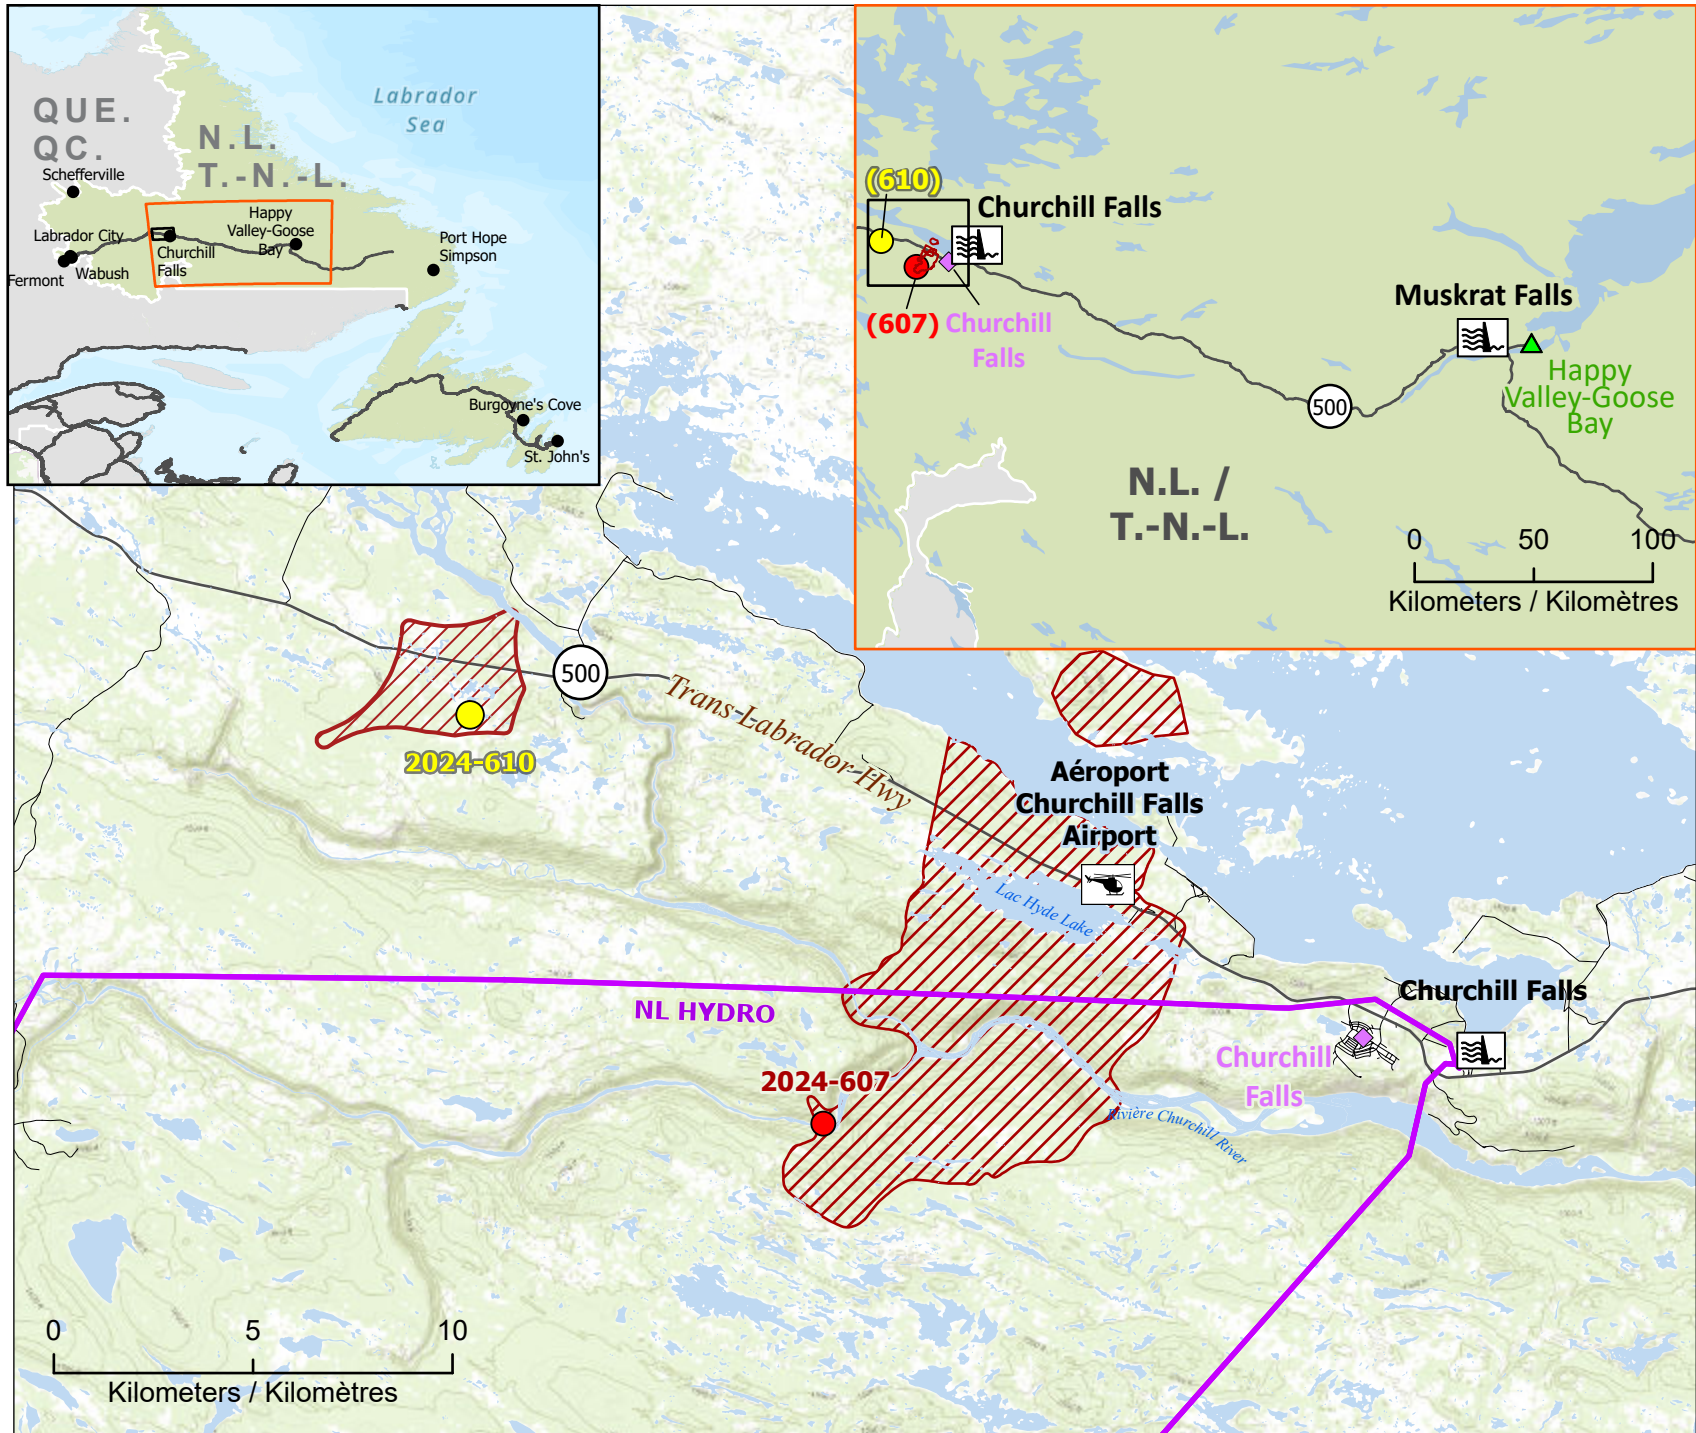 QUE.
QC.
N.L.
T.-N.-L.
Labrador
Sea
Schefferville
Labrador City
Wabush
Fermont
Churchill
Falls
Happy
Valley-Goose
Bay
Port Hope
Simpson
Burgoyne's Cove
St. John's
(610)
Churchill Falls
(607)
Churchill
Falls
Muskrat Falls
Happy
Valley-Goose
Bay
500
N.L. /
T.-N.-L.
0 50 100
Kilometers / Kilomètres
500
Trans-Labrador-Hwy
2024-610
Aéroport
Churchill Falls
Airport
Lac Hyde Lake
NL HYDRO
Churchill Falls
Churchill
Falls
2024-607
Rivière Churchill River
0 5 10
Kilometers / Kilomètres